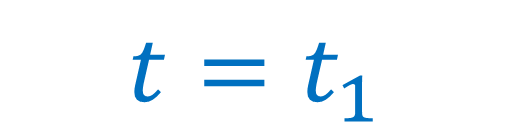 t = t₁